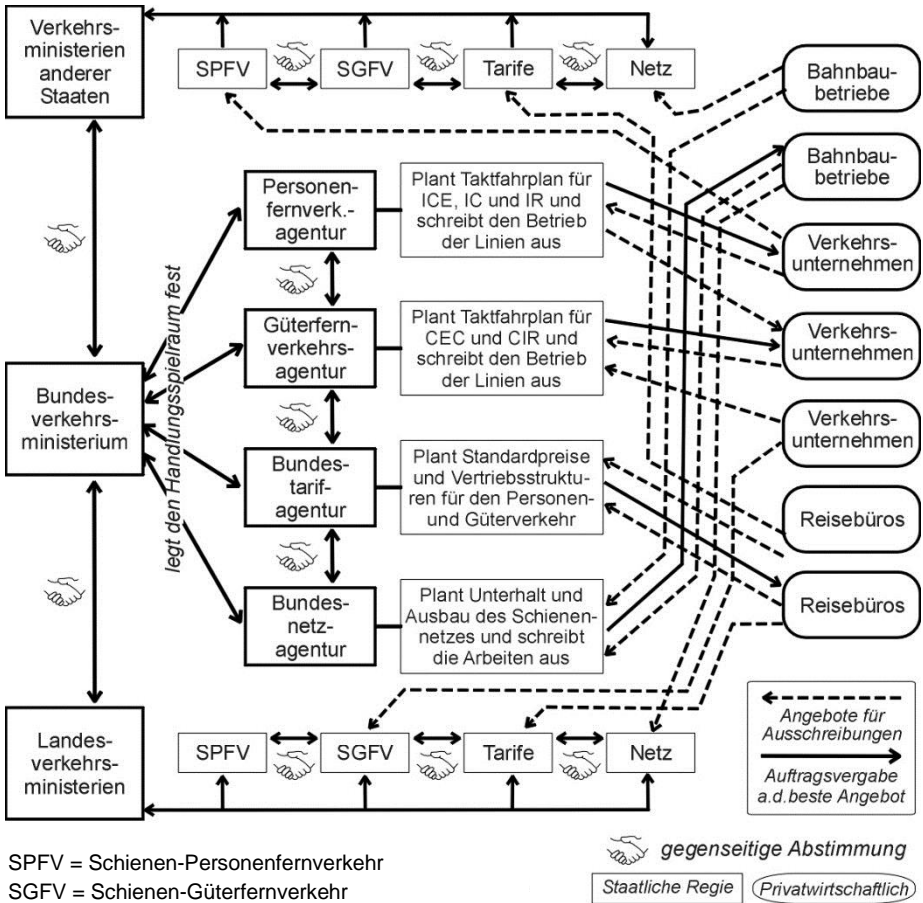 Verkehrs-
ministerien
anderer
Staaten
SPFV
SGFV
Tarife
Netz
Bahnbau-
betriebe
Bahnbau-
betriebe
Verkehrs-
unternehmen
Verkehrs-
unternehmen
Verkehrs-
unternehmen
Reisebüros
Reisebüros
Personen-
fernverk.-
agentur
Plant Taktfahrplan für
ICE, IC und IR und
schreibt den Betrieb
der Linien aus
Güterfern-
verkehrs-
agentur
Plant Taktfahrplan für
CEC und CIR und
schreibt den Betrieb
der Linien aus
Bundes-
verkehrs-
ministerium
legt den Handlungsspielraum fest
Bundes-
tarif-
agentur
Plant Standardpreise
und Vertriebsstruktu-
ren für den Personen-
und Güterverkehr
Bundes-
netz-
agentur
Plant Unterhalt und
Ausbau des Schienen-
netzes und schreibt
die Arbeiten aus
Landes-
verkehrs-
ministerien
SPFV
SGFV
Tarife
Netz
Angebote für
Ausschreibungen
Auftragsvergabe
a.d.beste Angebot
SPFV = Schienen-Personenfernverkehr
SGFV = Schienen-Güterfernverkehr
gegenseitige Abstimmung
Staatliche Regie
Privatwirtschaftlich